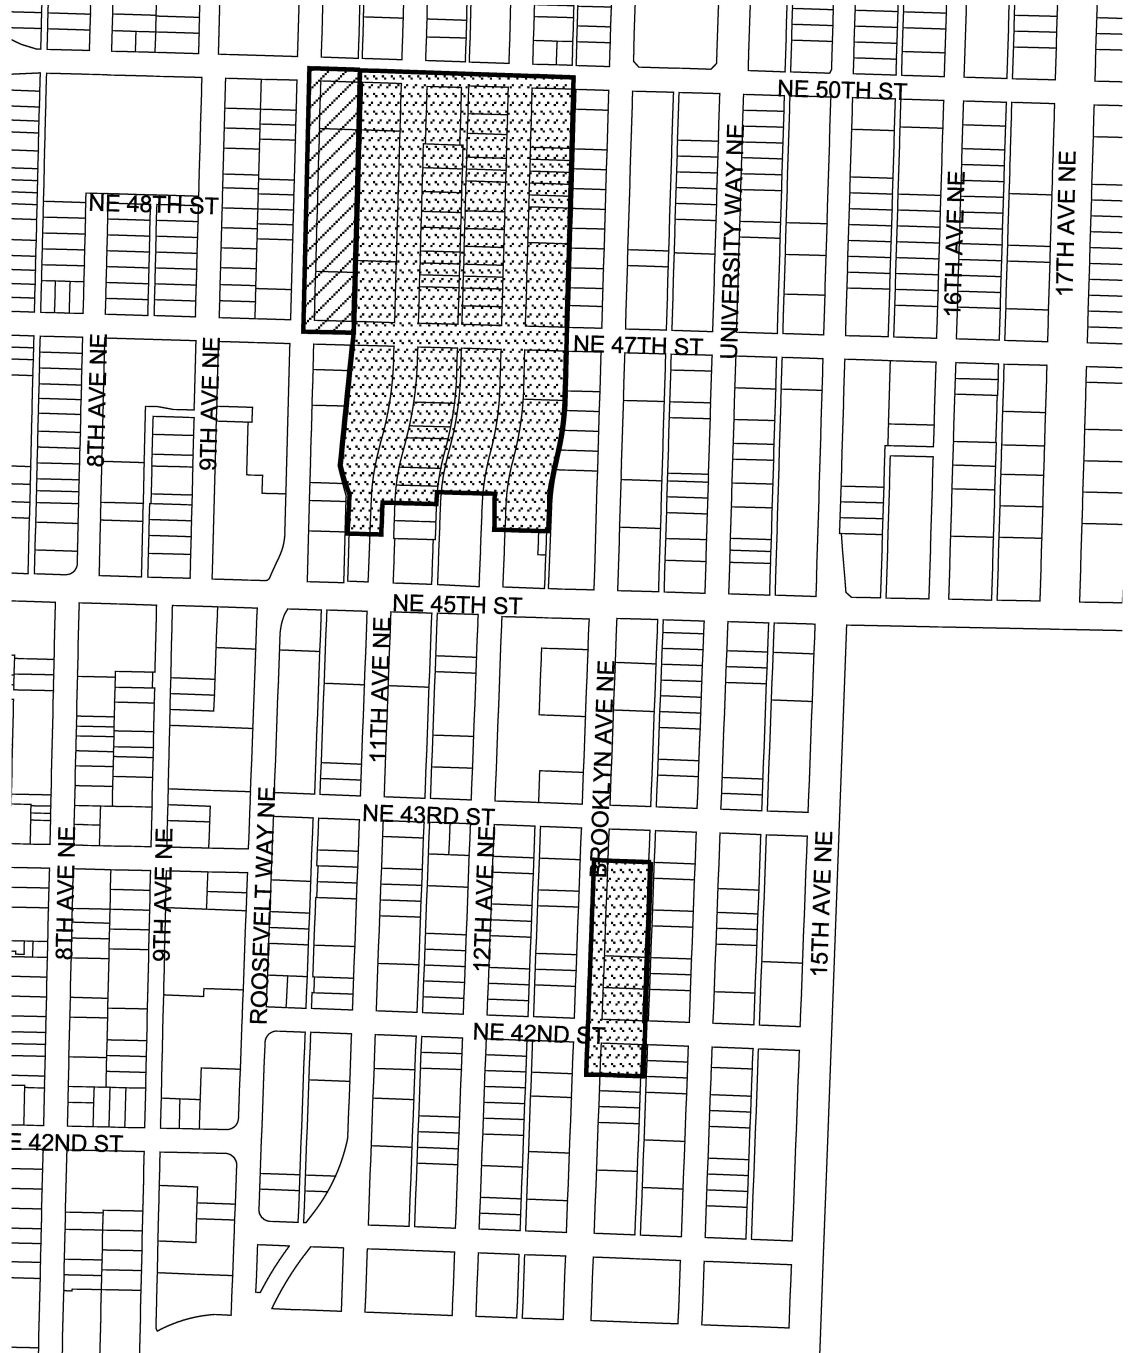 NE 50TH ST
UNIVERSITY WAY NE
17TH AVE NE
16TH AVE NE
NE 48TH ST
NE 47TH ST
8TH AVE NE
9TH AVE NE
NE 45TH ST
11TH AVE NE
BROOKLYN AVE NE
ROOSEVELT WAY NE
NE 43RD ST
8TH AVE NE
9TH AVE NE
12TH AVE NE
15TH AVE NE
NE 42ND ST
E 42ND ST